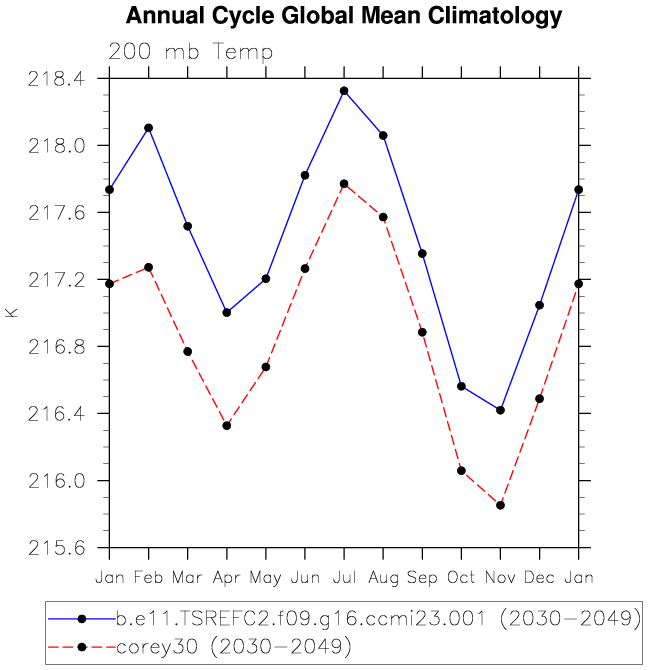 Annual Cycle Global Mean Climatology
200 mb Temp
218.4
218.0
217.6
217.2
K
216.8
216.4
216.0
215.6
Jan Feb Mar Apr May Jun Jul Aug Sep Oct Nov Dec Jan
b.e11.TSREFC2.f09.g16.ccmi23.001 (2030-2049)
corey30 (2030-2049)